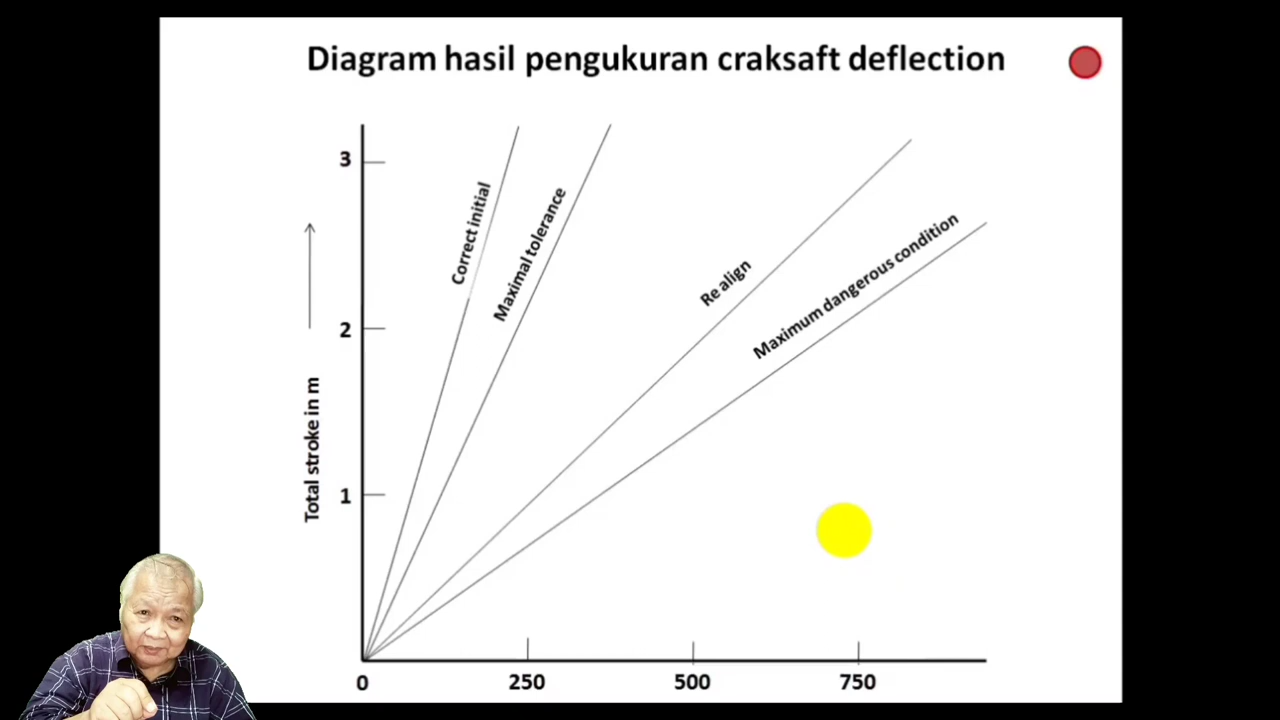 Diagram hasil pengukuran craksaft deflection
3
2
1
Total stroke in m
Correct initial
Maximal tolerance
Re align
Maximum dangerous condition
0
250
500
750